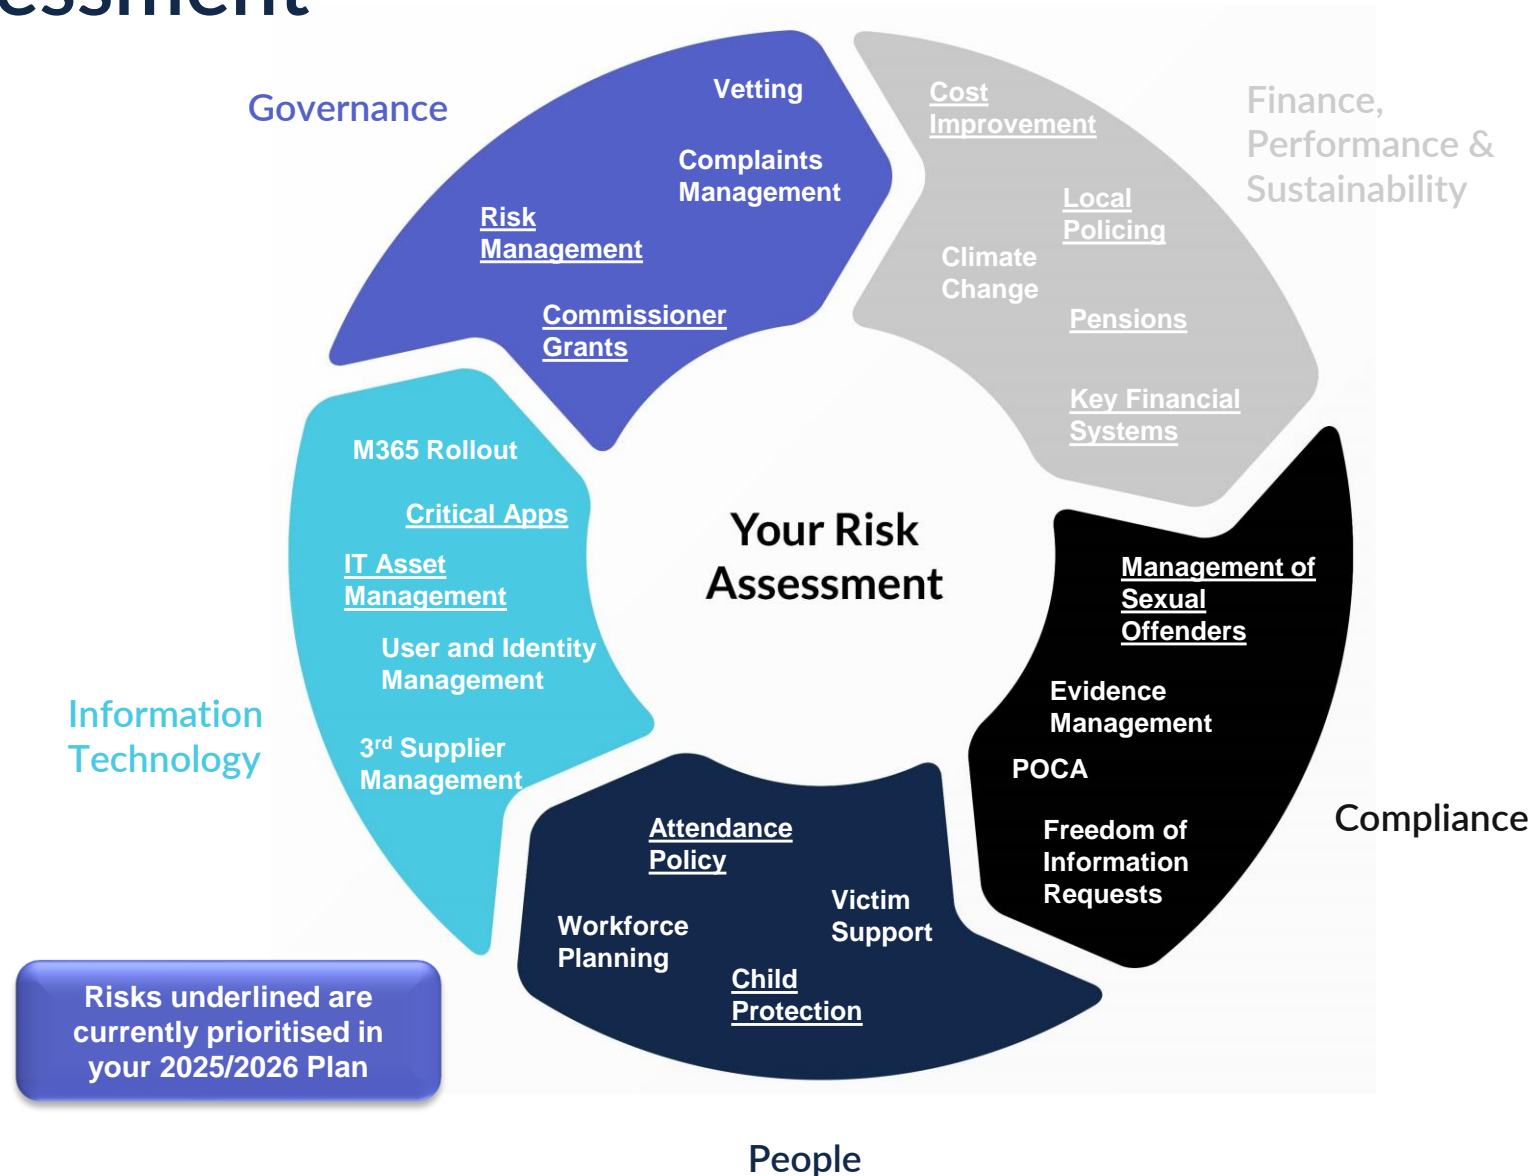 Governance
Vetting
Complaints
Management
Risk
Management
Commissioner
Grants
Finance,
Performance &
Sustainability
Cost
Improvement
Local
Policing
Climate
Change
Pensions
Key Financial
Systems
Your Risk
Assessment
Information
Technology
M365 Rollout
Critical Apps
IT Asset
Management
User and Identity
Management
3rd Supplier
Management
Compliance
Management of
Sexual
Offenders
Evidence
Management
POCA
Freedom of
Information
Requests
Attendance
Policy
Workforce
Planning
Victim
Support
Child
Protection
People
Risks underlined are
currently prioritised in
your 2025/2026 Plan